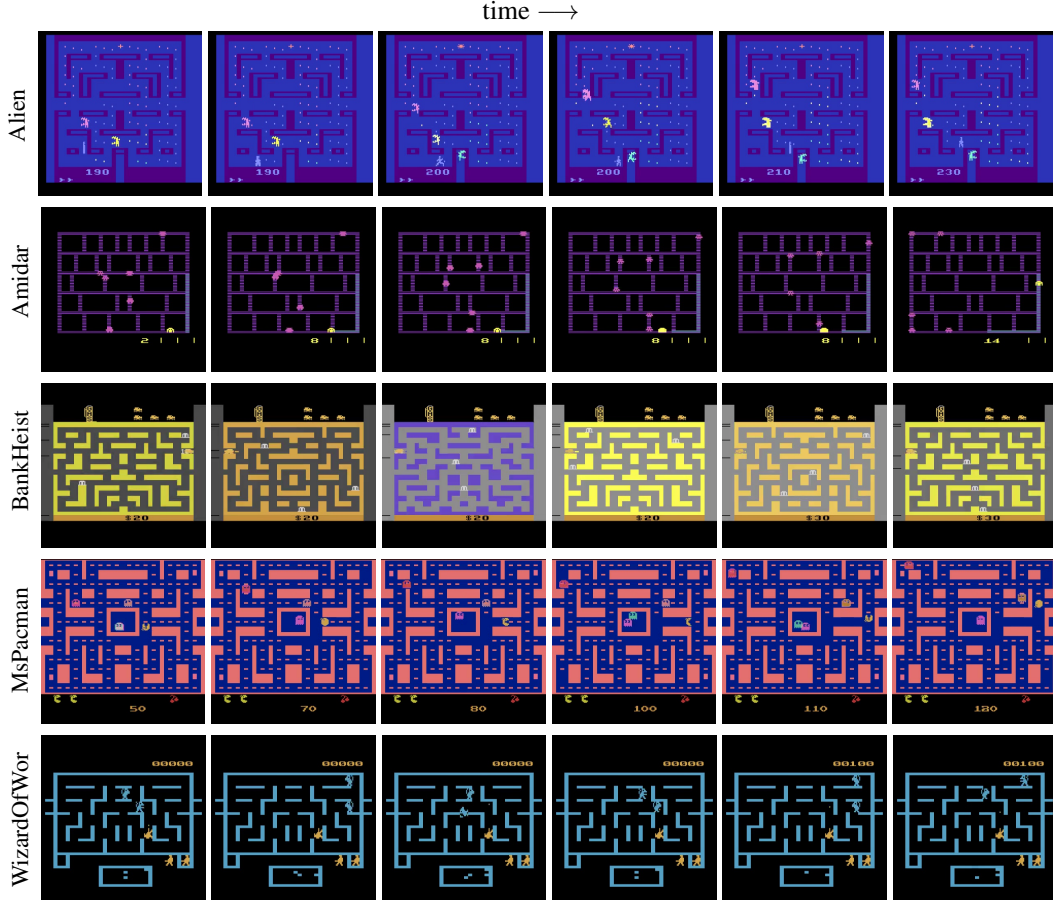 time →
Alien
190 190 200 200 210 230
Amidar
2 8 8 8 8 14
BankHeist
$20 $20 $20 $20 $30 $30
MsPacman
50 70 80 100 110 120
WizardOfWor
00000 00000 00000 00000 00100 00100